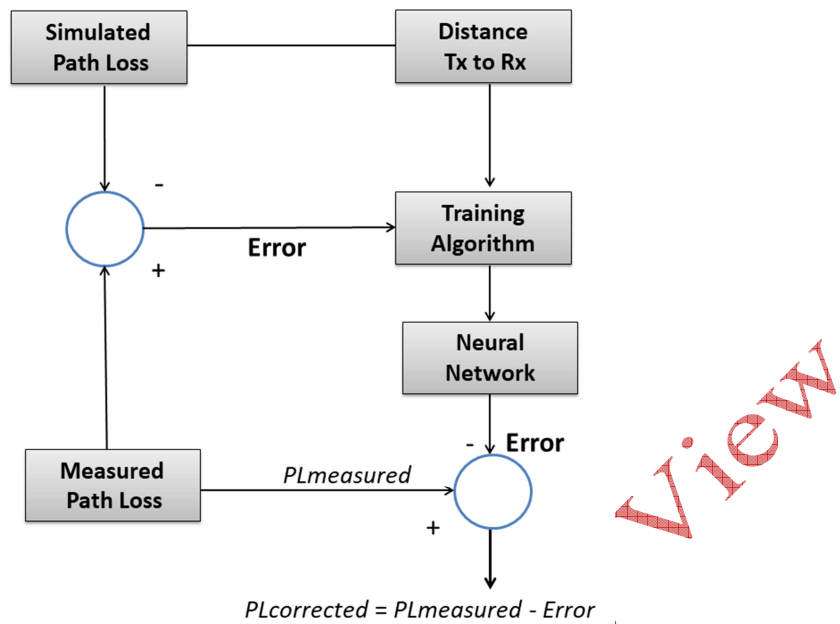 Simulated
Path Loss
Distance
Tx to Rx
-
+
Error
Training
Algorithm
Neural
Network
- Error
Measured
Path Loss
PLmeasured
+
PLcorrected = PLmeasured - Error
View